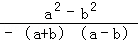 a² − b²
− (a+b) (a−b)